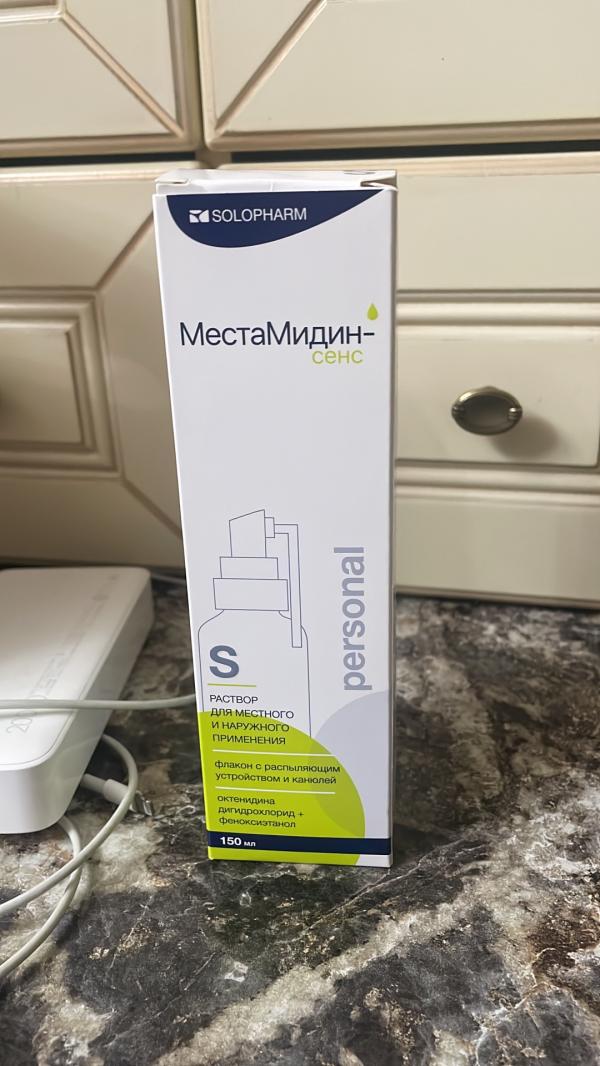 SOLOPHARM
МестаМидин-
сенс
personal
S
РАСТВОР
ДЛЯ МЕСТНОГО
И НАРУЖНОГО
ПРИМЕНЕНИЯ
флакон с распыляющим
устройством и канюлей
октенидина
дигидрохлорид +
феноксиэтанол
150 мл